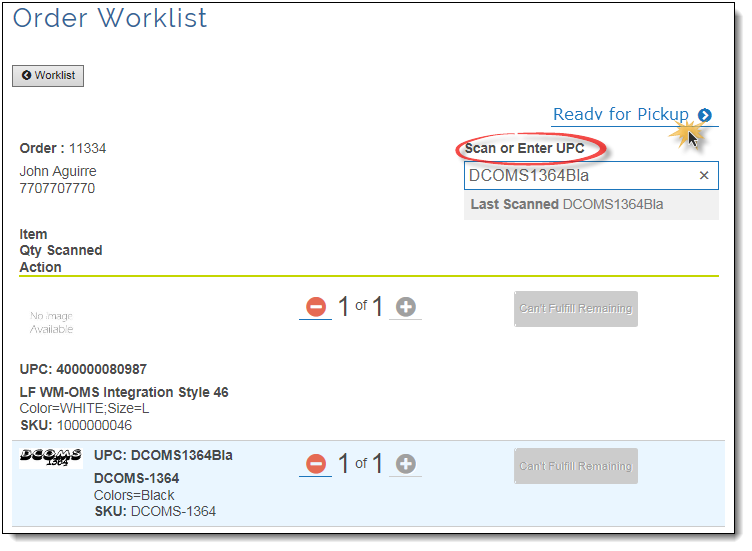 Order Worklist
Worklist
Ready for Pickup
Order : 11334
John Aguirre
7707707770
Scan or Enter UPC
DCOMS1364Bla ×
Last Scanned DCOMS1364Bla
Item
Qty Scanned
Action
No Image
Available
1 of 1
Can't Fulfill Remaining
UPC: 400000080987
LF WM-OMS Integration Style 46
Color=WHITE;Size=L
SKU: 1000000046
DCOMS
1364
UPC: DCOMS1364Bla
DCOMS-1364
Colors=Black
SKU: DCOMS-1364
1 of 1
Can't Fulfill Remaining